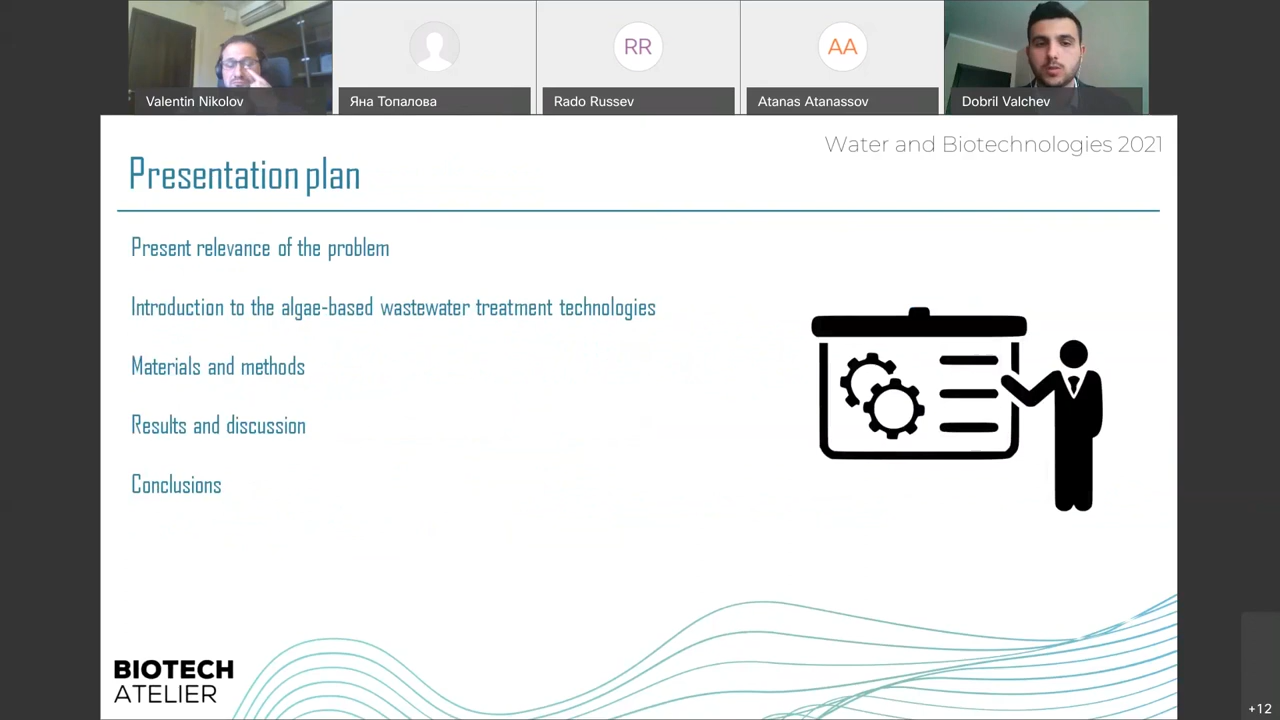 Valentin Nikolov
Яна Топалова
RR
Rado Russev
AA
Atanas Atanassov
Dobril Valchev
Water and Biotechnologies 2021
Presentation plan
Present relevance of the problem
Introduction to the algae-based wastewater treatment technologies
Materials and methods
Results and discussion
Conclusions
BIOTECH
ATELIER
+12